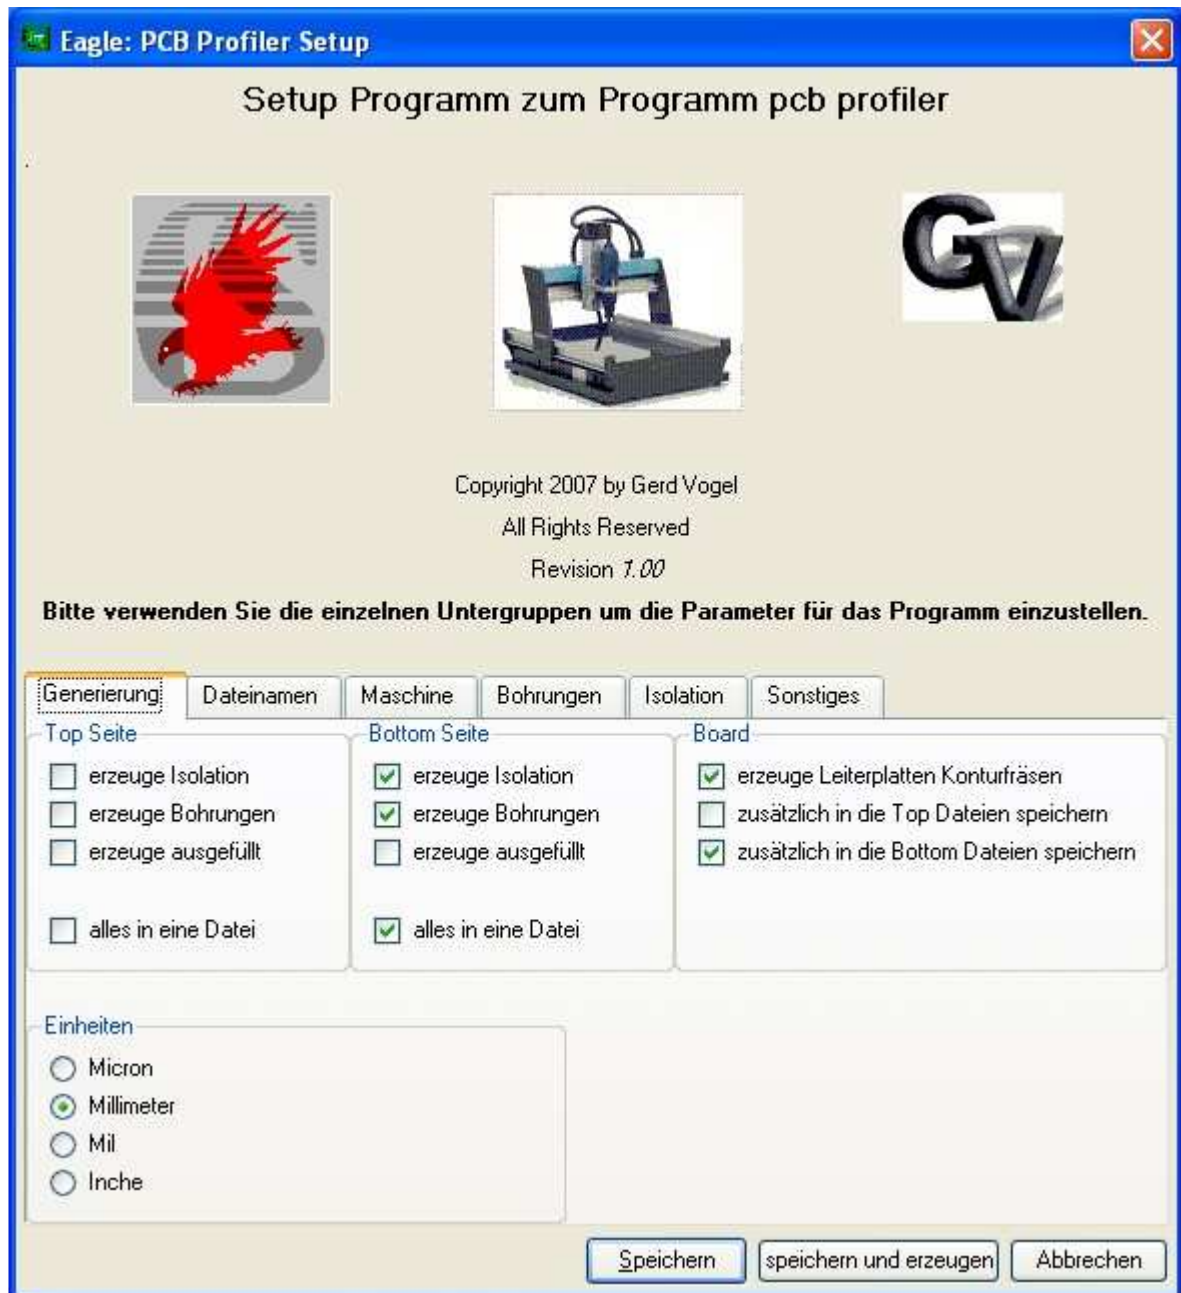 Eagle: PCB Profiler Setup
Setup Programm zum Programm pcb profiler
GV
Copyright 2007 by Gerd Vogel
All Rights Reserved
Revision 1.00
Bitte verwenden Sie die einzelnen Untergruppen um die Parameter für das Programm einzustellen.
Generierung Dateinamen Maschine Bohrungen Isolation Sonstiges
Top Seite
erzeuge Isolation
erzeuge Bohrungen
erzeuge ausgefüllt
alles in eine Datei
Bottom Seite
erzeuge Isolation
erzeuge Bohrungen
erzeuge ausgefüllt
alles in eine Datei
Board
erzeuge Leiterplatten Konturfräsen
zusätzlich in die Top Dateien speichern
zusätzlich in die Bottom Dateien speichern
Einheiten
Micron
Millimeter
Mil
Inche
Speichern speichern und erzeugen Abbrechen